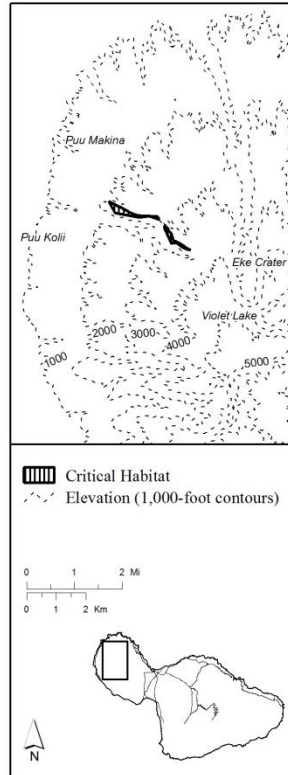 Puu Makina
Puu Kolii
Eke Crater
Violet Lake
2000
3000
4000
1000
5000
Critical Habitat
Elevation (1,000-foot contours)
0 1 2 Mi
0 1 2 Km
N